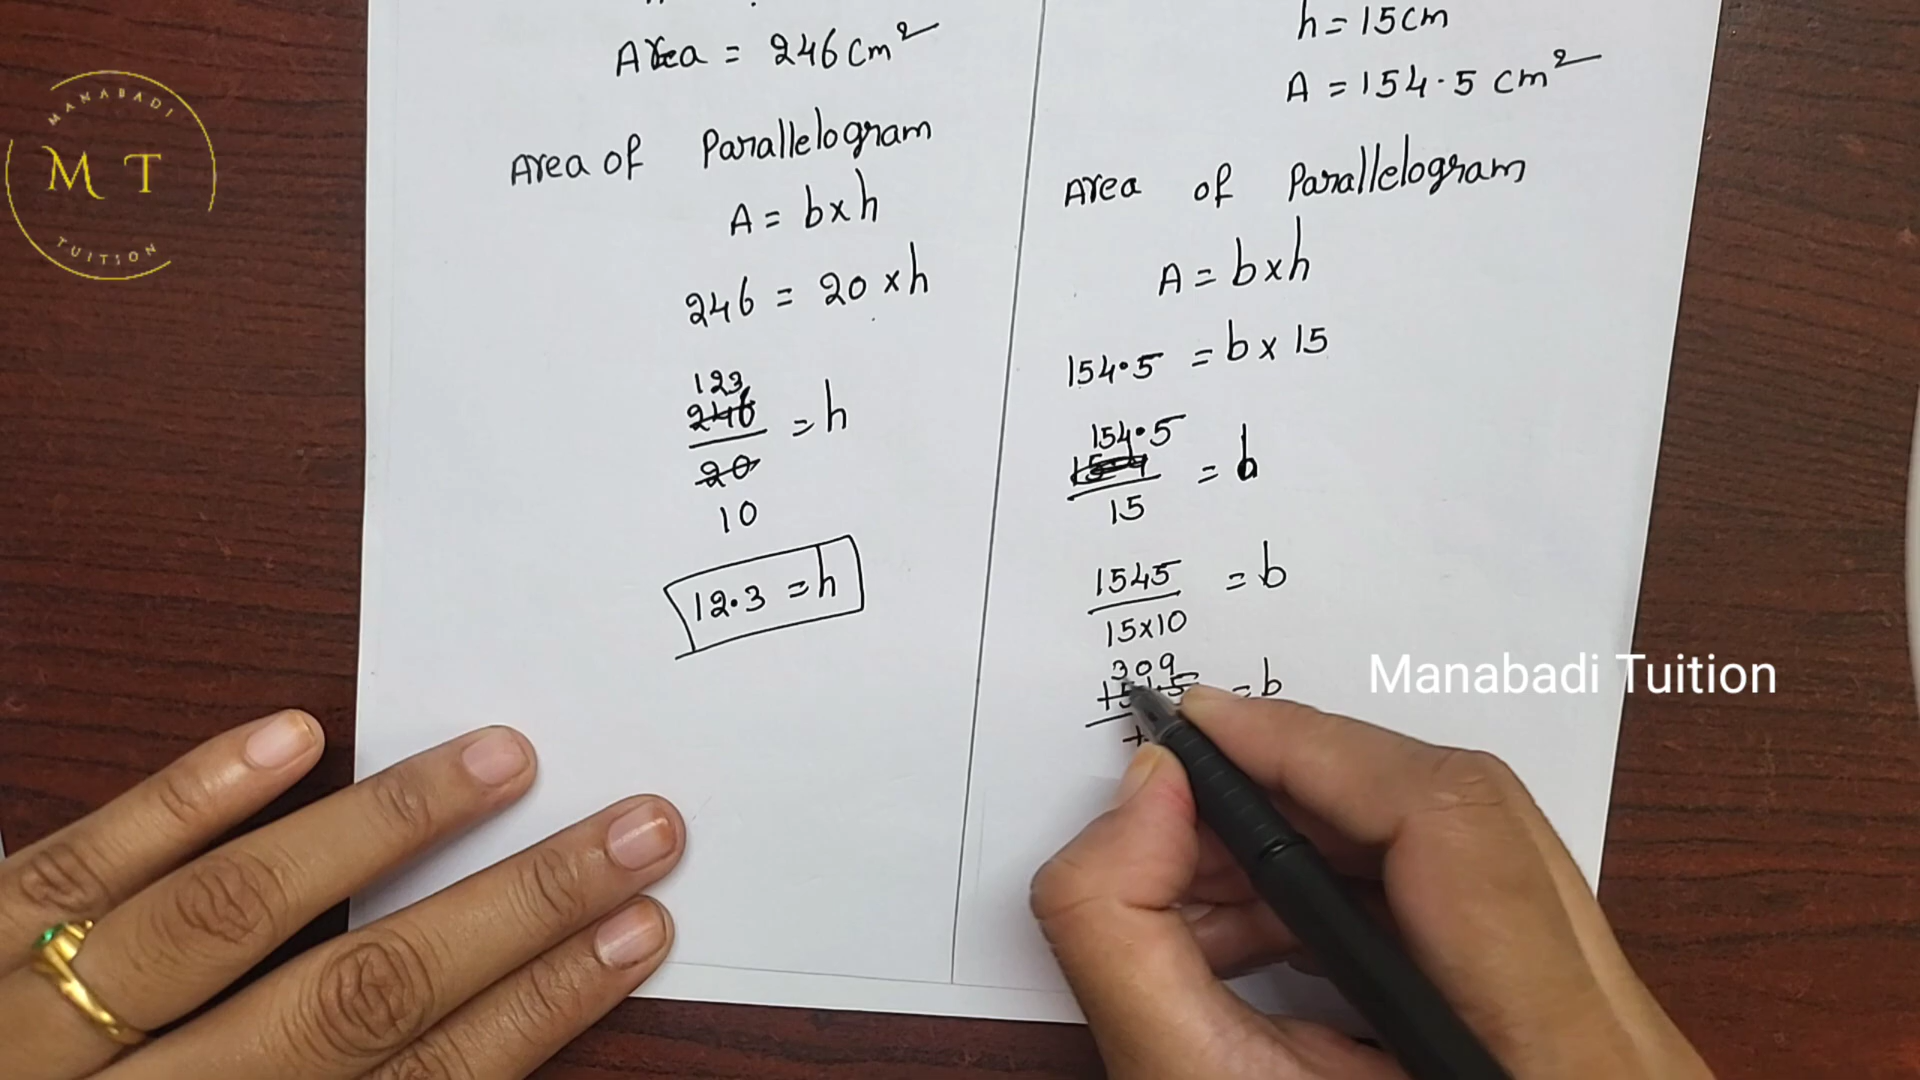 MANABADI
M T
TUITION
Area = 246 cm²
Area of Parallelogram
A = b×h
246 = 20 × h
123
246
20
= h
10
12.3 = h
h = 15cm
A = 154.5 cm²
Area of Parallelogram
A = b×h
154.5 = b × 15
154.5
15
= b
1545
15×10
= b
309
1545
= b
Manabadi Tuition